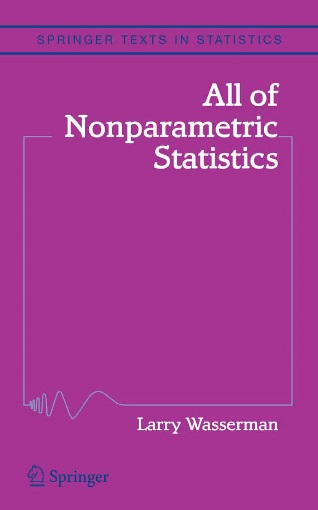 SPRINGER TEXTS IN STATISTICS
All of
Nonparametric
Statistics
Larry Wasserman
Springer